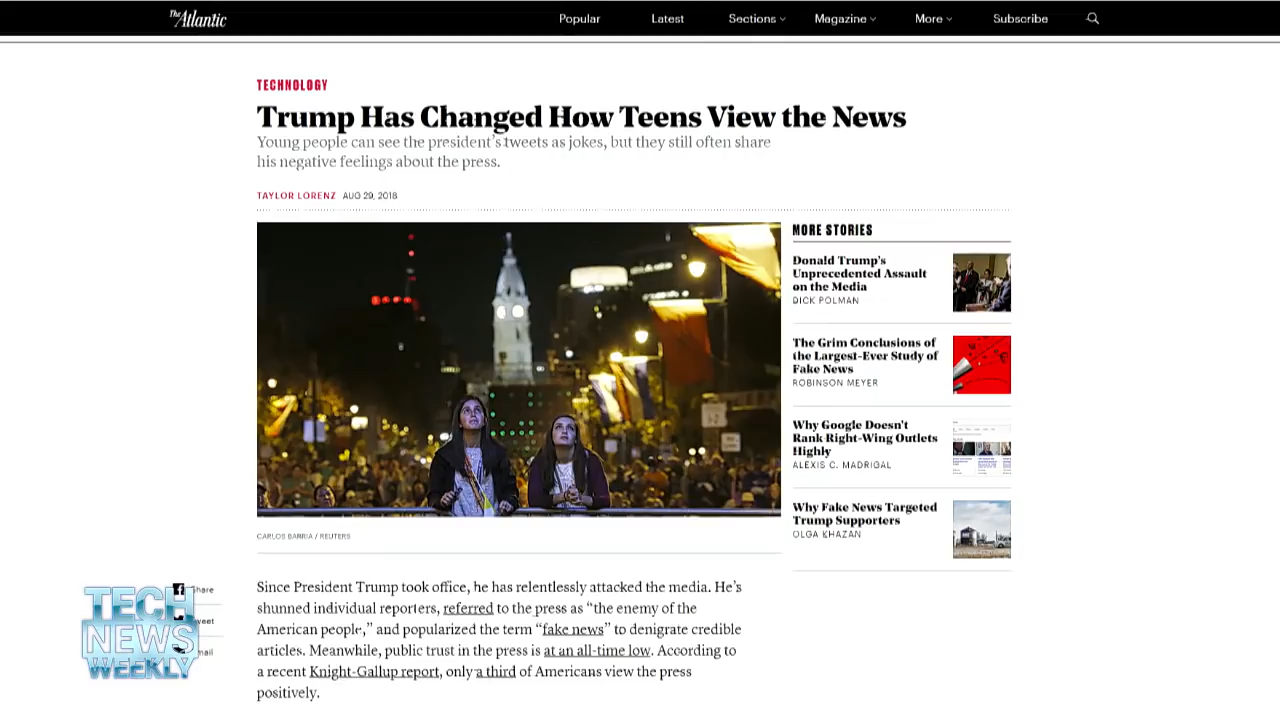 The Atlantic
Popular
Latest
Sections
Magazine
More
Subscribe
TECHNOLOGY
Trump Has Changed How Teens View the News
Young people can see the president's tweets as jokes, but they still often share
his negative feelings about the press.
TAYLOR LORENZ AUG 29, 2018
MORE STORIES
Donald Trump's
Unprecedented Assault
on the Media
DICK POLMAN
The Grim Conclusions of
the Largest-Ever Study of
Fake News
ROBINSON MEYER
Why Google Doesn't
Rank Right-Wing Outlets
Highly
ALEXIS C. MADRIGAL
Why Fake News Targeted
Trump Supporters
OLGA KHAZAN
CARLOS BARRIA / REUTERS
Since President Trump took office, he has relentlessly attacked the media. He's
shunned individual reporters, referred to the press as "the enemy of the
American people," and popularized the term "fake news" to denigrate credible
articles. Meanwhile, public trust in the press is at an all-time low. According to
a recent Knight-Gallup report, only a third of Americans view the press
positively.
Share
TECH
NEWS
WEEKLY